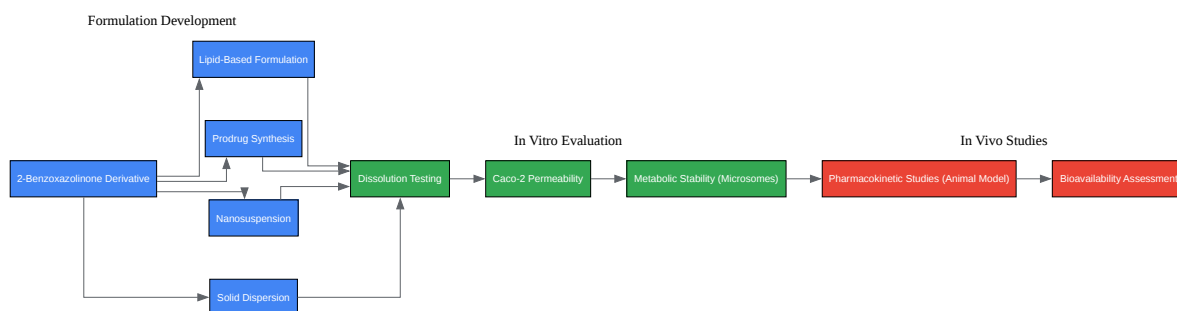 Formulation Development
Lipid-Based Formulation
Prodrug Synthesis
In Vitro Evaluation
In Vivo Studies
2-Benzoxazolinone Derivative
Dissolution Testing
Caco-2 Permeability
Metabolic Stability (Microsomes)
Pharmacokinetic Studies (Animal Model)
Bioavailability Assessment
Nanosuspension
Solid Dispersion